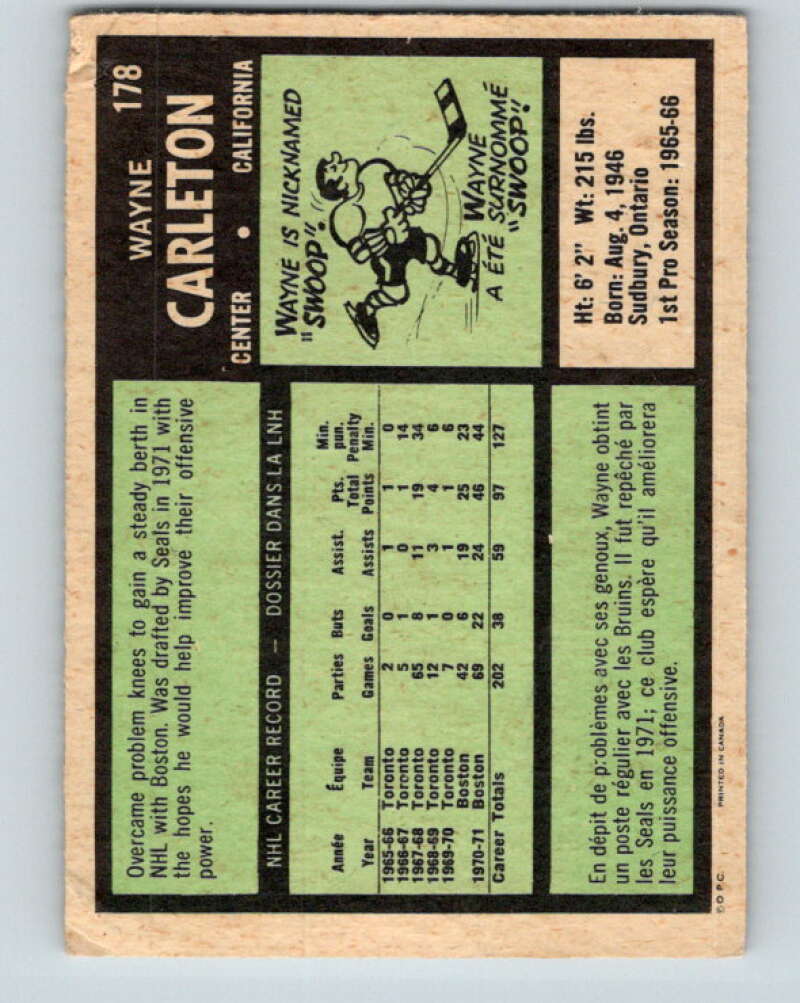 WAYNE 178
CARLETON
CENTER • CALIFORNIA
Overcame problem knees to gain a steady berth in
NHL with Boston. Was drafted by Seals in 1971 with
the hopes he would help improve their offensive
power.
WAYNE IS NICKNAMED
"SWOOP".
WAYNE
A ÉTÉ SURNOMMÉ
"SWOOP".
NHL CAREER RECORD — DOSSIER DANS LA LNH
Année Équipe Parties Buts Assist. Pts. Min. pun.
Year Team Games Goals Assists Total Points Penalty Min.
1965-66 Toronto 2 0 1 1 0
1966-67 Toronto 5 1 0 1 14
1967-68 Toronto 65 8 11 19 34
1968-69 Toronto 12 1 3 4 6
1969-70 Toronto 7 0 1 1 6
Boston 42 6 19 25 23
1970-71 Boston 69 22 24 46 44
Career Totals 202 38 59 97 127
Ht: 6' 2" Wt: 215 lbs.
Born: Aug. 4, 1946
Sudbury, Ontario
1st Pro Season: 1965-66
En dépit de p:oblèmes avec ses genoux, Wayne obtint
un poste régulier avec les Bruins. Il fut repêché par
les Seals en 1971; ce club espère qu'il améliorera
leur puissance offensive.
© O.P.C. PRINTED IN CANADA